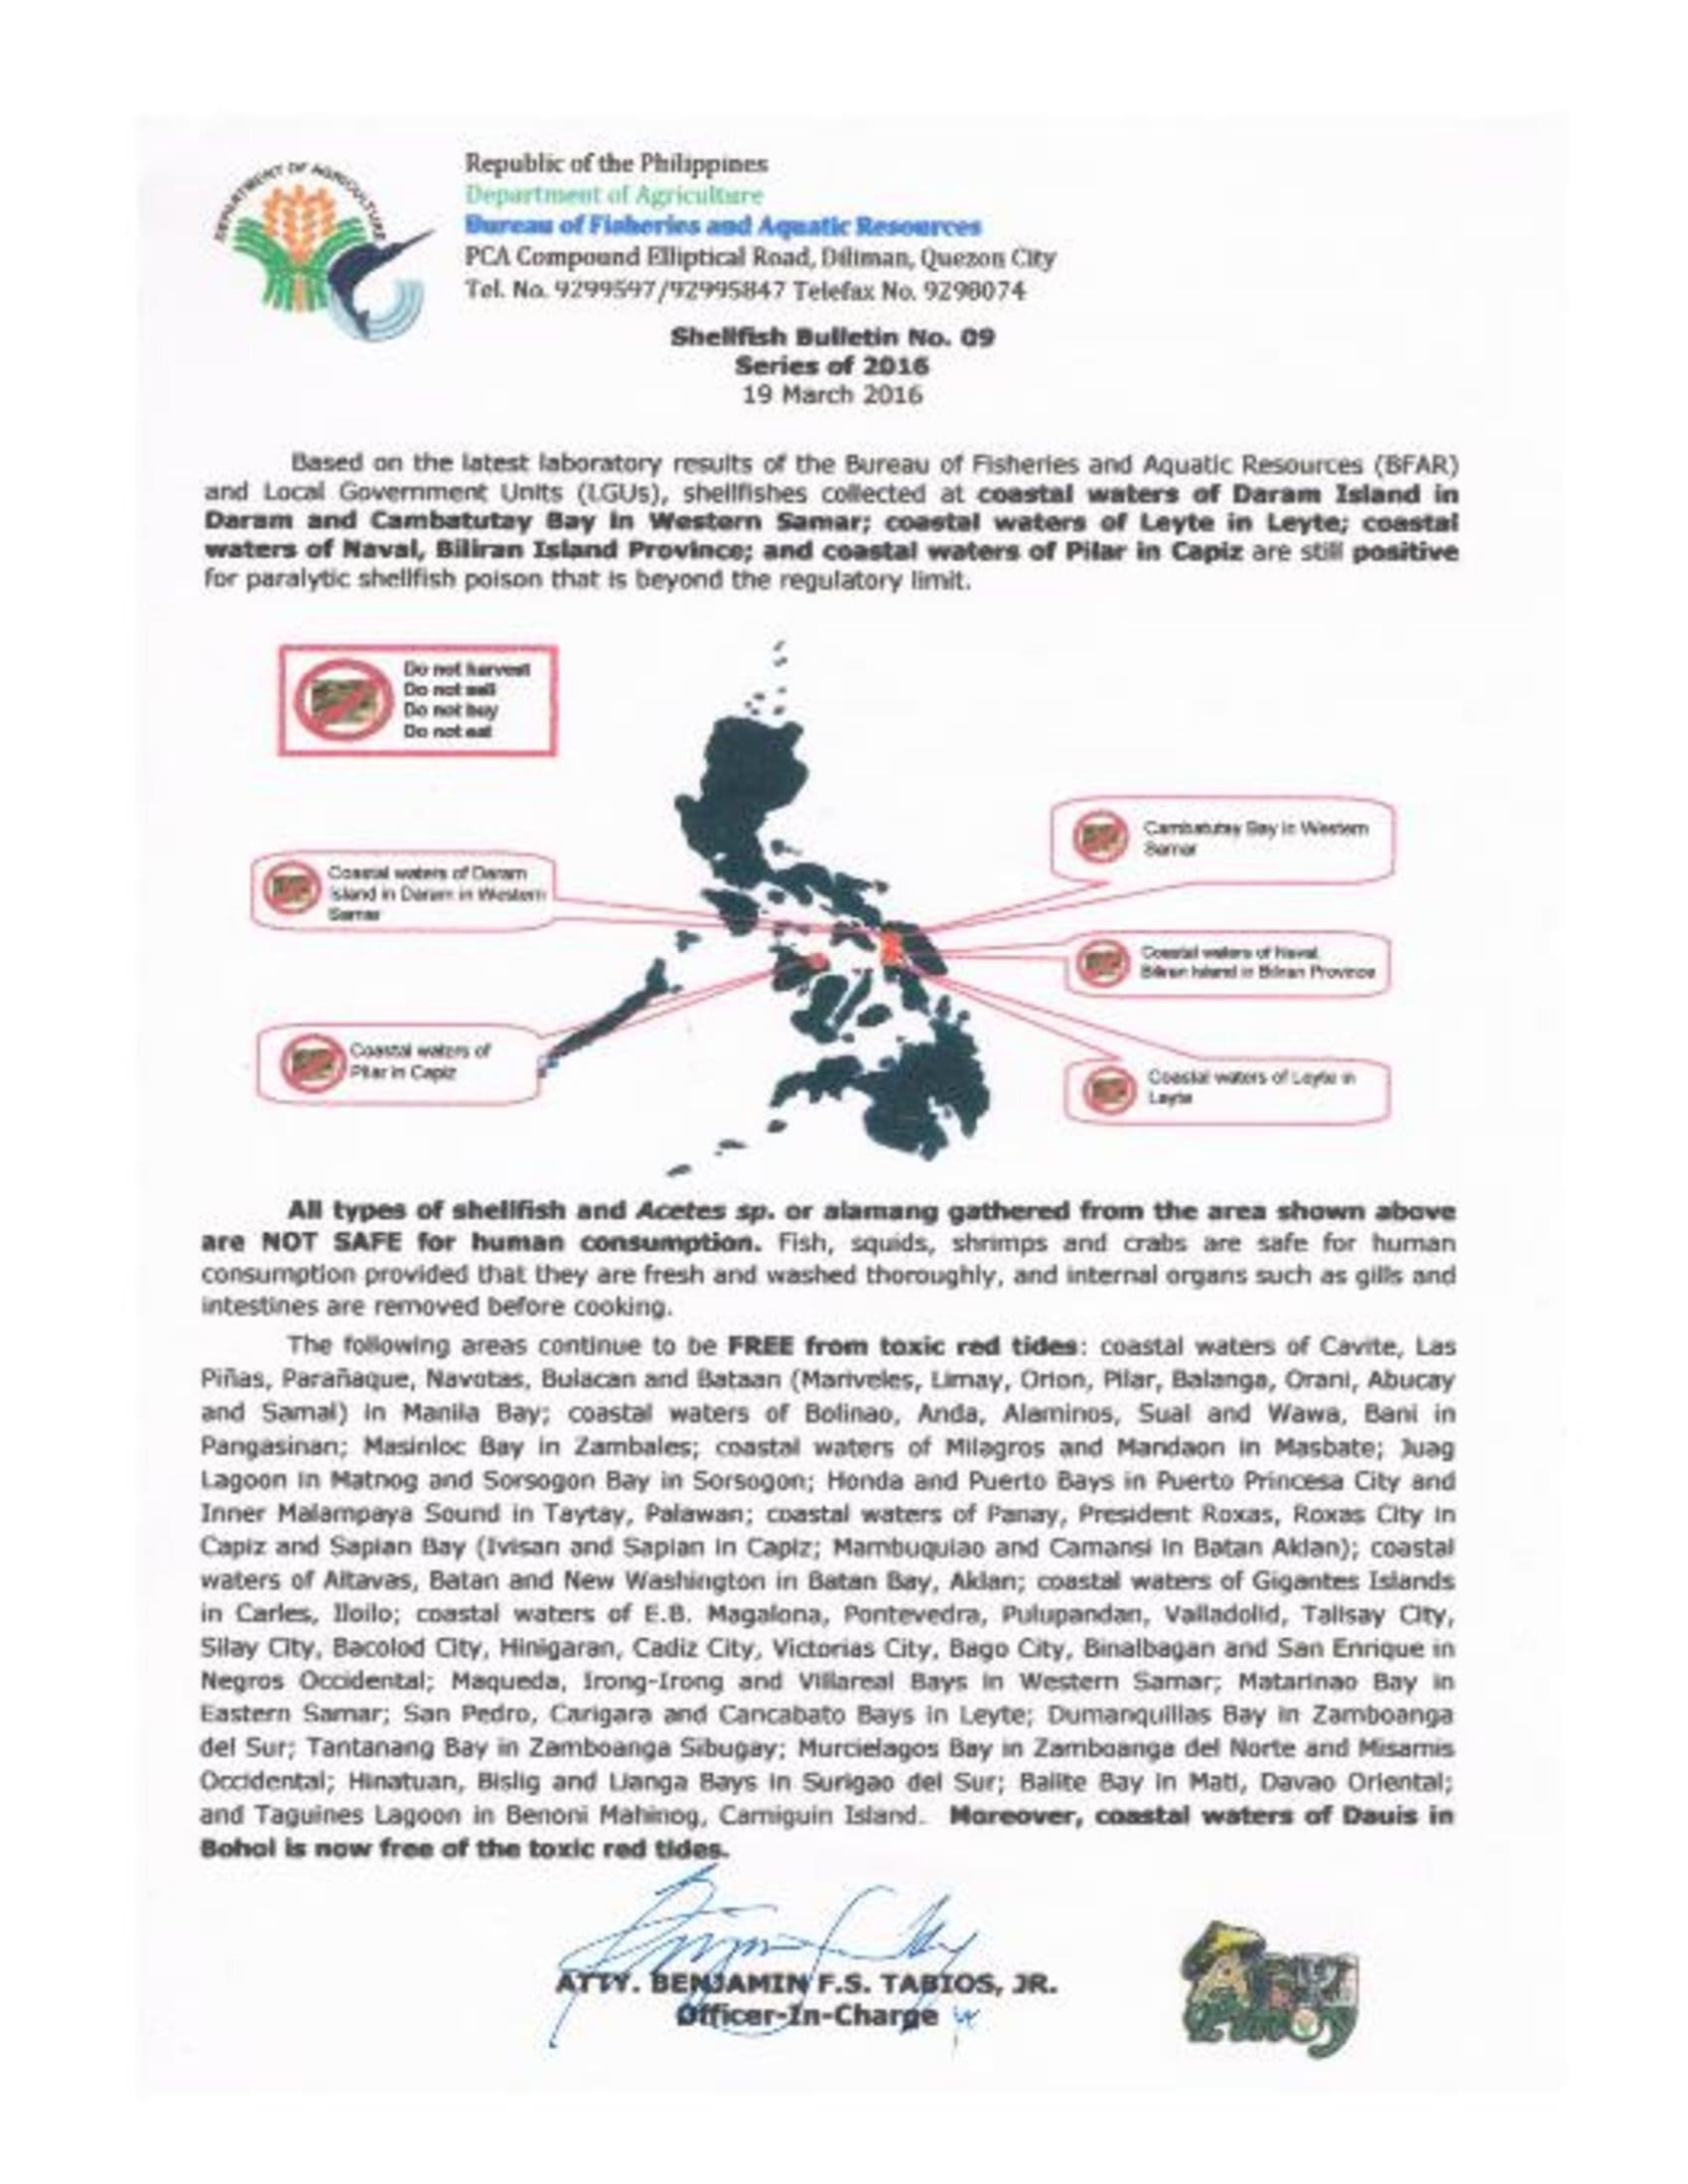 DEPARTMENT OF AGRICULTURE
Republic of the Philippines
Department of Agriculture
Bureau of Fisheries and Aquatic Resources
PCA Compound Elliptical Road, Diliman, Quezon City
Tel. No. 9299597/92995847 Telefax No. 9298074
Shellfish Bulletin No. 09
Series of 2016
19 March 2016
Based on the latest laboratory results of the Bureau of Fisheries and Aquatic Resources (BFAR)
and Local Government Units (LGUs), shellfishes collected at coastal waters of Daram Island in
Daram and Cambatutay Bay in Western Samar; coastal waters of Leyte in Leyte; coastal
waters of Naval, Biliran Island Province; and coastal waters of Pilar in Capiz are still positive
for paralytic shellfish poison that is beyond the regulatory limit.
Do not harvest
Do not sell
Do not buy
Do not eat
Cambatutay Bay in Western
Samar
Coastal waters of Daram
Island in Daram in Western
Samar
Coastal waters of Naval,
Biliran Island in Biliran Province
Coastal waters of
Pilar in Capiz
Coastal waters of Leyte in
Leyte
All types of shellfish and Acetes sp. or alamang gathered from the area shown above
are NOT SAFE for human consumption. Fish, squids, shrimps and crabs are safe for human
consumption provided that they are fresh and washed thoroughly, and internal organs such as gills and
intestines are removed before cooking.
The following areas continue to be FREE from toxic red tides: coastal waters of Cavite, Las
Piñas, Parañaque, Navotas, Bulacan and Bataan (Mariveles, Limay, Orion, Pilar, Balanga, Orani, Abucay
and Samal) in Manila Bay; coastal waters of Bolinao, Anda, Alaminos, Sual and Wawa, Bani in
Pangasinan; Masinloc Bay in Zambales; coastal waters of Milagros and Mandaon in Masbate; Juag
Lagoon in Matnog and Sorsogon Bay in Sorsogon; Honda and Puerto Bays in Puerto Princesa City and
Inner Malampaya Sound in Taytay, Palawan; coastal waters of Panay, President Roxas, Roxas City in
Capiz and Sapian Bay (Ivisan and Sapian in Capiz; Mambuquiao and Camansi in Batan Aklan); coastal
waters of Altavas, Batan and New Washington in Batan Bay, Aklan; coastal waters of Gigantes Islands
in Carles, Iloilo; coastal waters of E.B. Magalona, Pontevedra, Pulupandan, Valladolid, Talisay City,
Silay City, Bacolod City, Hinigaran, Cadiz City, Victorias City, Bago City, Binalbagan and San Enrique in
Negros Occidental; Maqueda, Irong-Irong and Villareal Bays in Western Samar; Matarinao Bay in
Eastern Samar; San Pedro, Carigara and Cancabato Bays in Leyte; Dumanquillas Bay in Zamboanga
del Sur; Tantanang Bay in Zamboanga Sibugay; Murcielagos Bay in Zamboanga del Norte and Misamis
Occidental; Hinatuan, Bislig and Lianga Bays in Surigao del Sur; Balite Bay in Mati, Davao Oriental;
and Taguines Lagoon in Benoni Mahinog, Camiguin Island. Moreover, coastal waters of Dauis in
Bohol is now free of the toxic red tides.
ATTY. BENJAMIN F.S. TABIOS, JR.
Officer-In-Charge